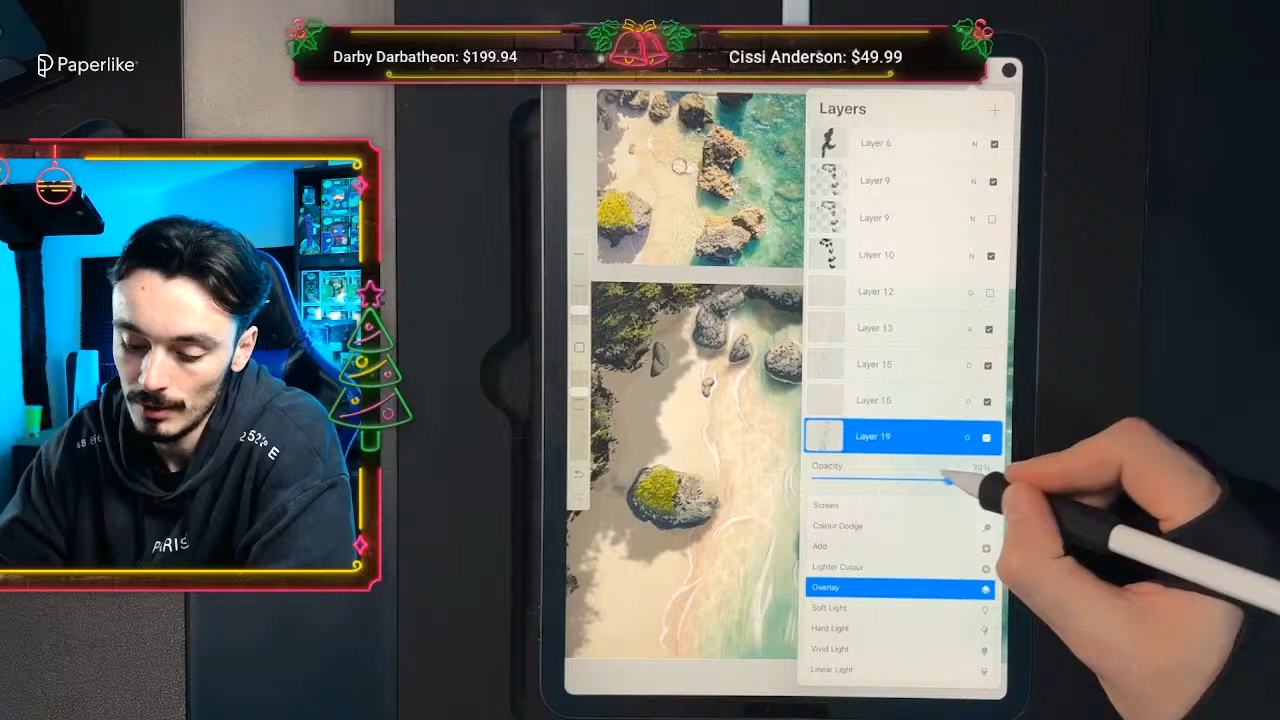 Paperlike
Darby Darbatheon: $199.94
Cissi Anderson: $49.99
Layers
Layer 6 N
Layer 9 N
Layer 9 N
Layer 10 N
Layer 12 O
Layer 13 A
Layer 15 O
Layer 15 O
Layer 19 O
Opacity
Screen
Colour Dodge
Add
Lighter Colour
Overlay
Soft Light
Hard Light
Vivid Light
Linear Light
PARIS